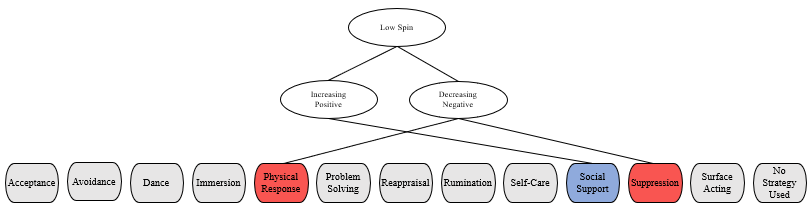 Low Spin
Increasing
Positive
Decreasing
Negative
Acceptance
Avoidance
Dance
Immersion
Physical
Response
Problem
Solving
Reappraisal
Rumination
Self-Care
Social
Support
Suppression
Surface
Acting
No
Strategy
Used